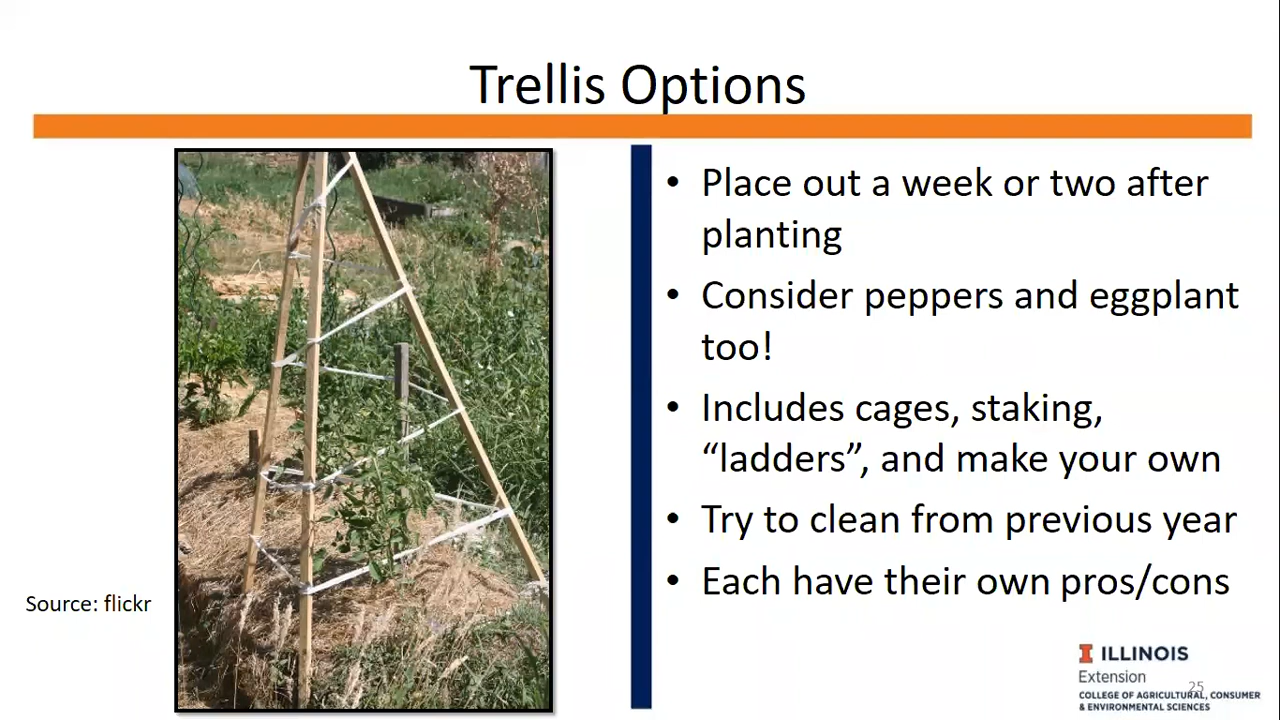 Trellis Options
• Place out a week or two after
planting
• Consider peppers and eggplant
too!
• Includes cages, staking,
“ladders”, and make your own
• Try to clean from previous year
• Each have their own pros/cons
Source: flickr
I ILLINOIS
Extension
25
COLLEGE OF AGRICULTURAL, CONSUMER
& ENVIRONMENTAL SCIENCES